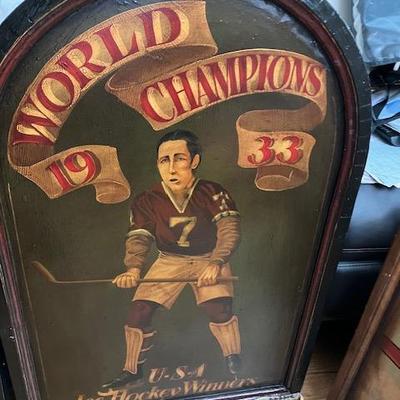 WORLD
CHAMPIONS
19 33
7
U-S-A
Ice Hockey Winners